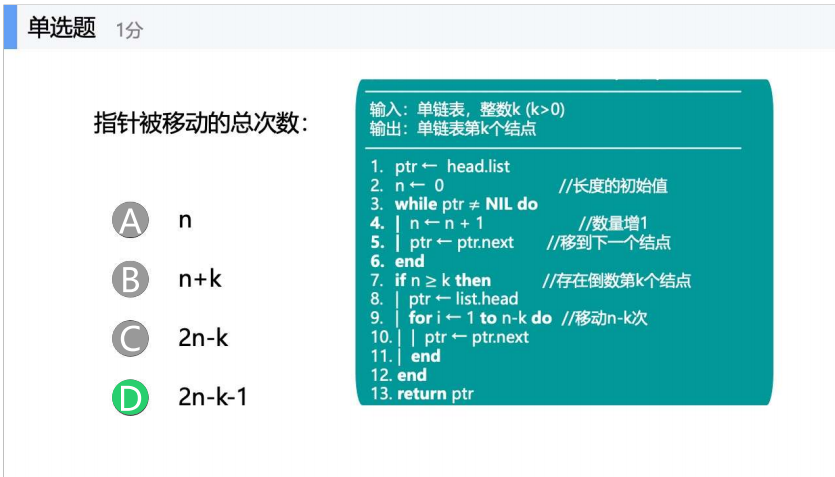 单选题 1分
指针被移动的总次数：
A n
B n+k
C 2n-k
D 2n-k-1
输入：单链表，整数k (k>0)
输出：单链表第k个结点
1. ptr ← head.list
2. n ← 0 //长度的初始值
3. while ptr ≠ NIL do
4. | n ← n + 1 //数量增1
5. | ptr ← ptr.next //移到下一个结点
6. end
7. if n ≥ k then //存在倒数第k个结点
8. | ptr ← list.head
9. | for i ← 1 to n-k do //移动n-k次
10. | | ptr ← ptr.next
11. | end
12. end
13. return ptr